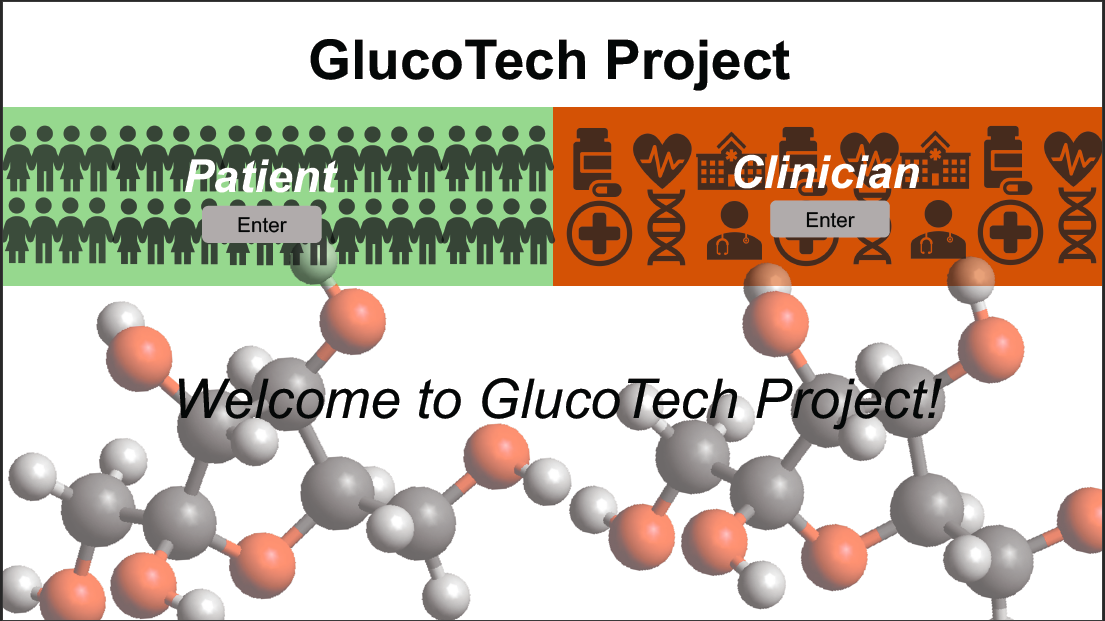 GlucoTech Project
Patient
Enter
Clinician
Enter
Welcome to GlucoTech Project!